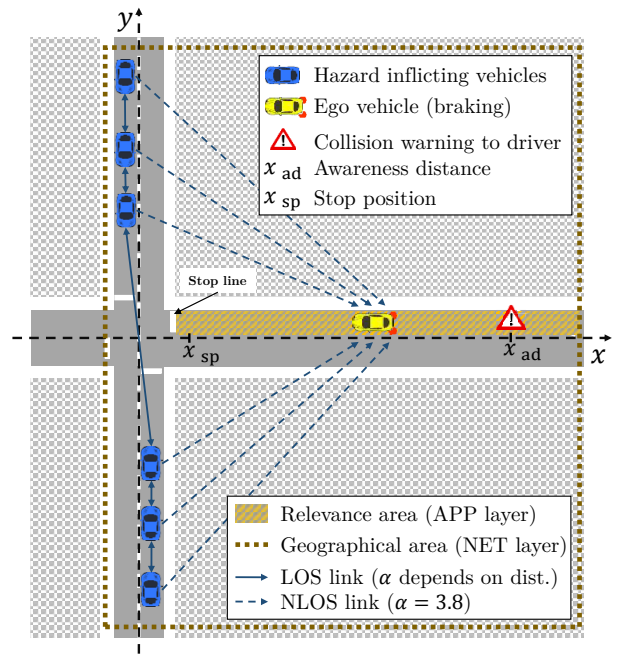 y
Hazard inflicting vehicles
Ego vehicle (braking)
Collision warning to driver
x ad Awareness distance
x sp Stop position
Stop line
x sp
x ad
x
Relevance area (APP layer)
Geographical area (NET layer)
LOS link (α depends on dist.)
NLOS link (α = 3.8)